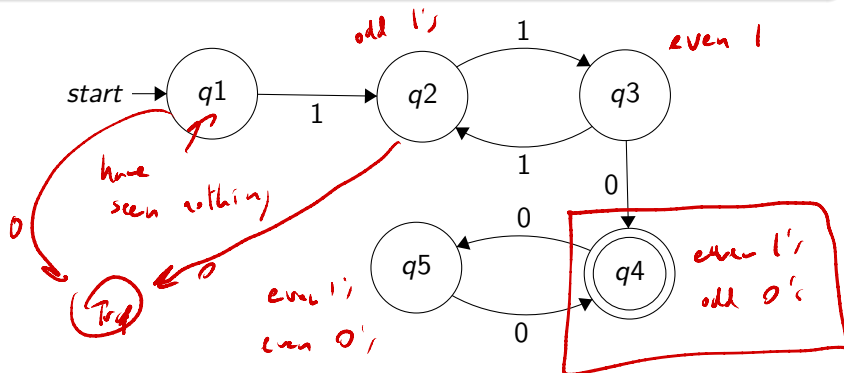 odd 1's
1
even 1
start
q1
q2
q3
1
have
seen nothing
1
0
0
0
0
even 1's
odd 0's
q5
q4
Trap
even 1's
even 0's
0